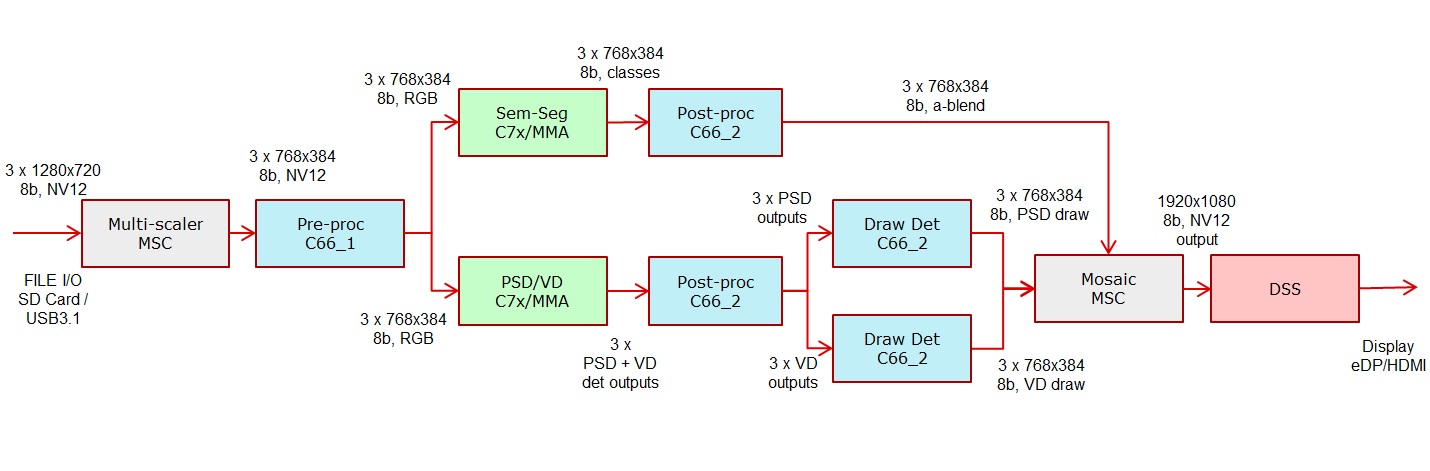 3 x 1280x720
8b, NV12
FILE I/O
SD Card /
USB3.1
Multi-scaler
MSC
3 x 768x384
8b, NV12
Pre-proc
C66_1
3 x 768x384
8b, RGB
Sem-Seg
C7x/MMA
3 x 768x384
8b, classes
Post-proc
C66_2
3 x 768x384
8b, a-blend
3 x 768x384
8b, RGB
PSD/VD
C7x/MMA
3 x
PSD + VD
det outputs
Post-proc
C66_2
3 x PSD
outputs
Draw Det
C66_2
3 x 768x384
8b, PSD draw
3 x VD
outputs
Draw Det
C66_2
3 x 768x384
8b, VD draw
Mosaic
MSC
1920x1080
8b, NV12
output
DSS
Display
eDP/HDMI